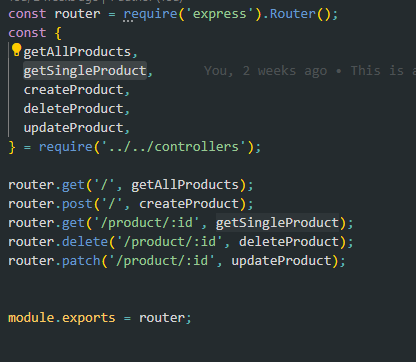 const router = require('express').Router();
const {
getAllProducts,
getSingleProduct, You, 2 weeks ago • This is a
createProduct,
deleteProduct,
updateProduct,
} = require('../../controllers');
router.get('/', getAllProducts);
router.post('/', createProduct);
router.get('/product/:id', getSingleProduct);
router.delete('/product/:id', deleteProduct);
router.patch('/product/:id', updateProduct);
module.exports = router;